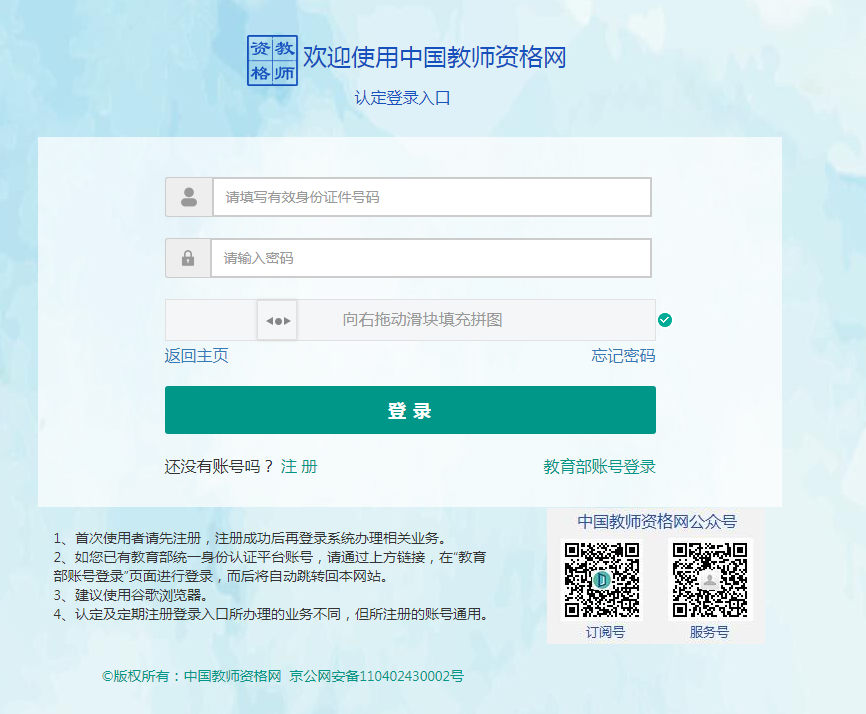 资教
格师
欢迎使用中国教师资格网
认定登录入口
请填写有效身份证件号码
请输入密码
向右拖动滑块填充拼图
返回主页 忘记密码
登 录
还没有账号吗？ 注 册 教育部账号登录
1、首次使用者请先注册，注册成功后再登录系统办理相关业务。
2、如您已有教育部统一身份认证平台账号，请通过上方链接，在“教育
部账号登录”页面进行登录，而后将自动跳转回本网站。
3、建议使用谷歌浏览器。
4、认定及定期注册登录入口所办理的业务不同，但所注册的账号通用。
中国教师资格网公众号
订阅号 服务号
©版权所有：中国教师资格网 京公网安备110402430002号